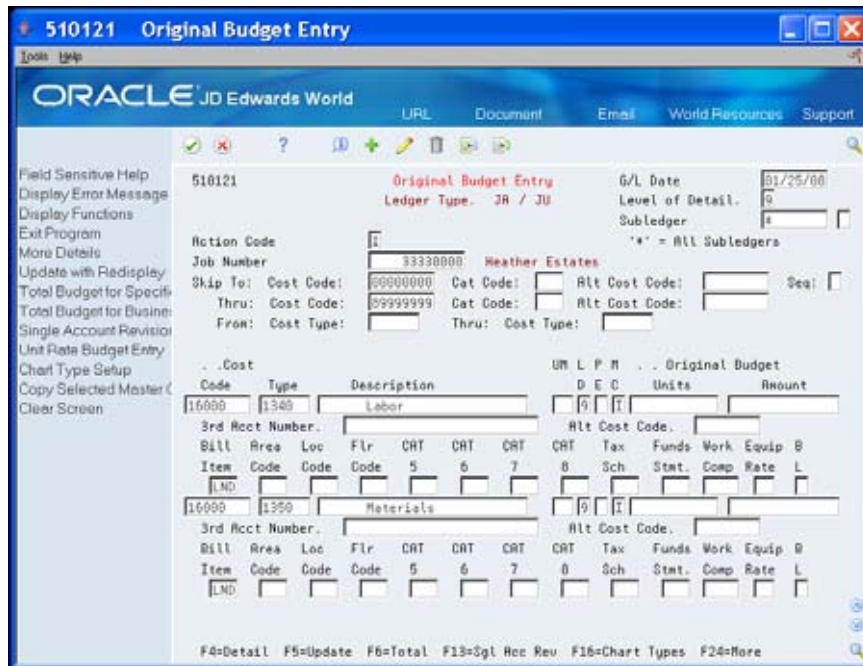 510121 Original Budget Entry
Tools Help
ORACLE JD Edwards World
URL Document Email World Resources Support
Field Sensitive Help
Display Error Message
Display Functions
Exit Program
More Details
Update with Redisplay
Total Budget for Specifi
Total Budget for Busine
Single Account Revision
Unit Rate Budget Entry
Chart Type Setup
Copy Selected Master C
Clear Screen
510121 Original Budget Entry G/L Date 01/25/08
Ledger Type. JA / JU Level of Detail. 9
Subledger *
Action Code I '*' = All Subledgers
Job Number 33330000 Heather Estates
Skip To: Cost Code: 00000000 Cat Code: Alt Cost Code: Seq:
Thru: Cost Code: 89999999 Cat Code: Alt Cost Code:
From: Cost Type: Thru: Cost Type:
. .Cost UM L P M . . Original Budget
Code Type Description D E C Units Amount
16000 1340 Labor 9 I
3rd Acct Number. Alt Cost Code.
Bill Area Loc Flr CAT CAT CAT CAT Tax Funds Work Equip B
Item Code Code Code 5 6 7 8 Sch Stmt. Comp Rate L
LND
16000 1350 Materials 9 I
3rd Acct Number. Alt Cost Code.
Bill Area Loc Flr CAT CAT CAT CAT Tax Funds Work Equip B
Item Code Code Code 5 6 7 8 Sch Stmt. Comp Rate L
LND
F4=Detail F5=Update F6=Total F13=Sgl Acc Rev F16=Chart Types F24=More